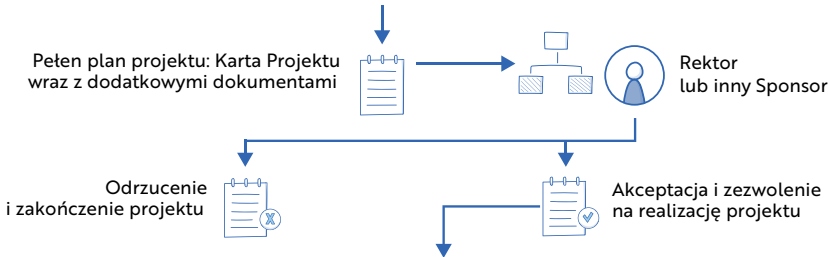 Pełen plan projektu: Karta Projektu
wraz z dodatkowymi dokumentami
Rektor
lub inny Sponsor
Odrzucenie
i zakończenie projektu
Akceptacja i zezwolenie
na realizację projektu